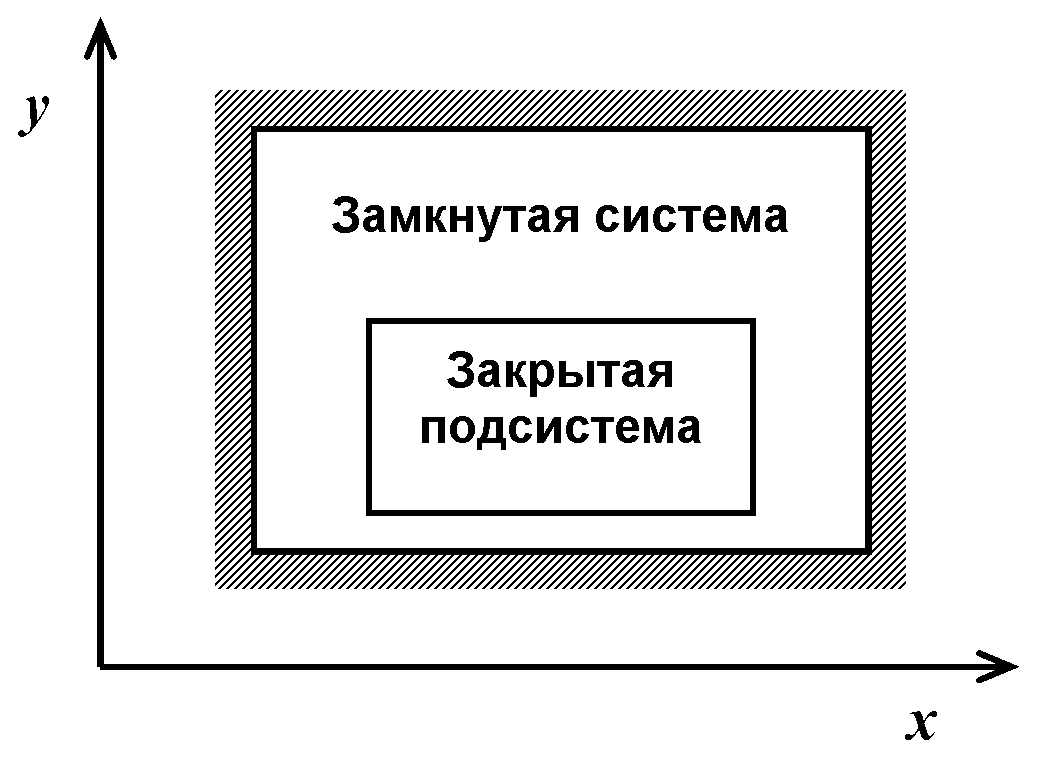 y
Замкнутая система
Закрытая
подсистема
x